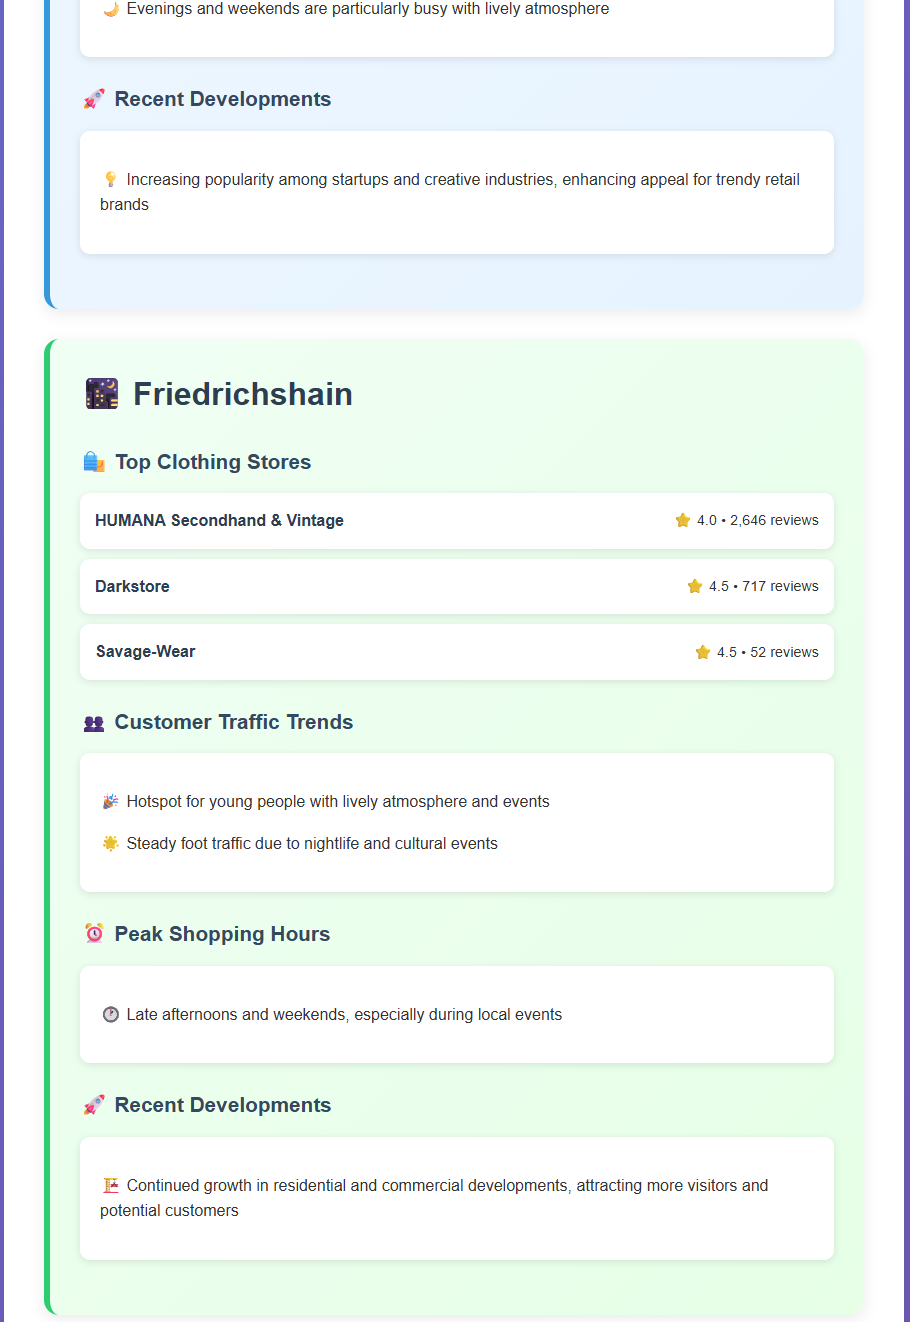 Evenings and weekends are particularly busy with lively atmosphere
Recent Developments
Increasing popularity among startups and creative industries, enhancing appeal for trendy retail
brands
Friedrichshain
Top Clothing Stores
HUMANA Secondhand & Vintage 4.0 • 2,646 reviews
Darkstore 4.5 • 717 reviews
Savage-Wear 4.5 • 52 reviews
Customer Traffic Trends
Hotspot for young people with lively atmosphere and events
Steady foot traffic due to nightlife and cultural events
Peak Shopping Hours
Late afternoons and weekends, especially during local events
Recent Developments
Continued growth in residential and commercial developments, attracting more visitors and
potential customers